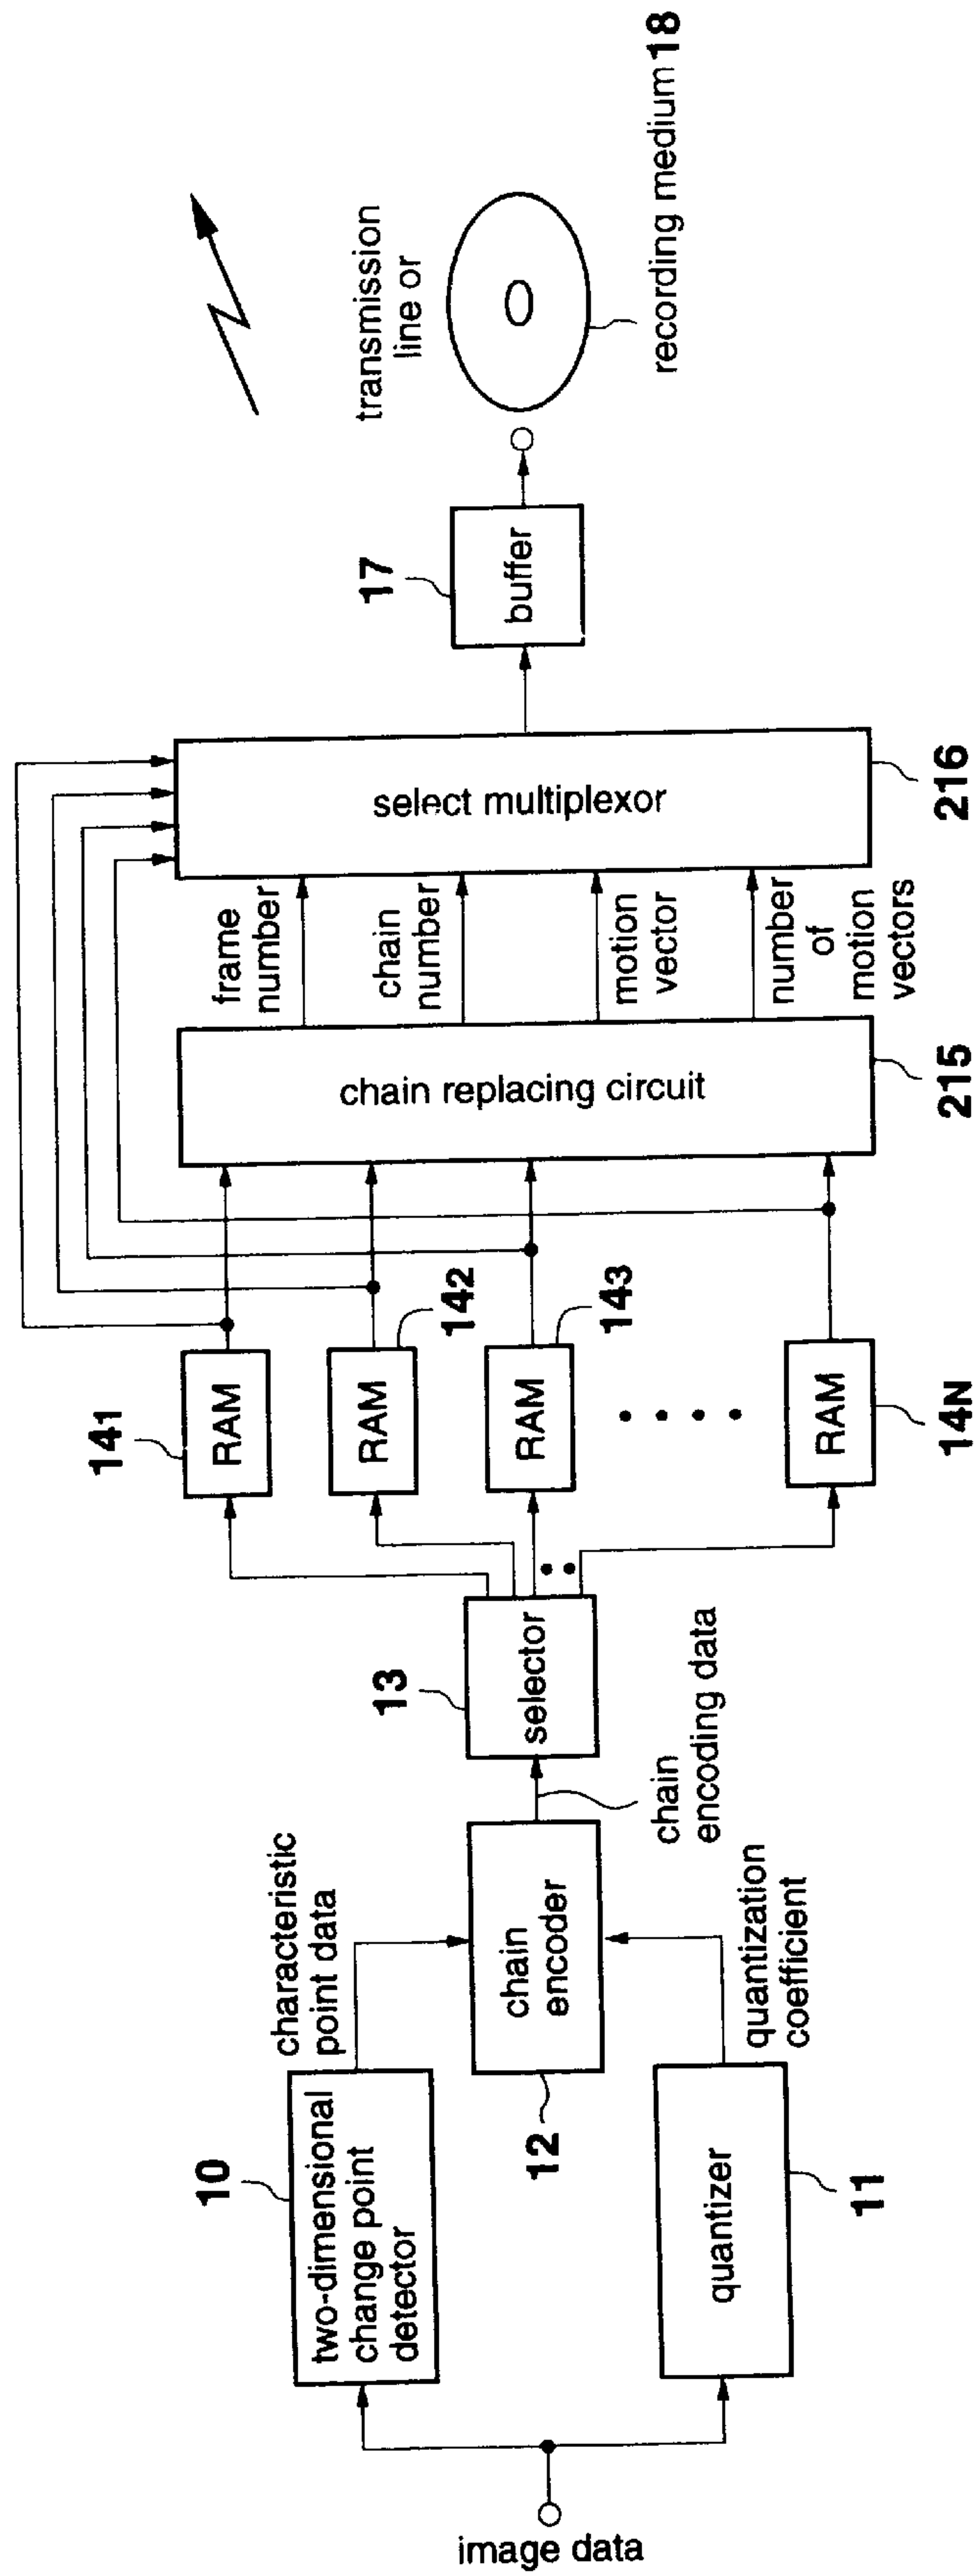 image data
10
two-dimensional
change point
detector
quantizer
11
characteristic
point data
quantization
coefficient
chain
encoder
12
chain
encoding data
13
selector
141
RAM
RAM
142
RAM
143
RAM
14N
chain replacing circuit
215
frame
number
chain
number
motion
vector
number
of
motion
vectors
select multiplexor
216
17
buffer
transmission
line or
recording medium 18